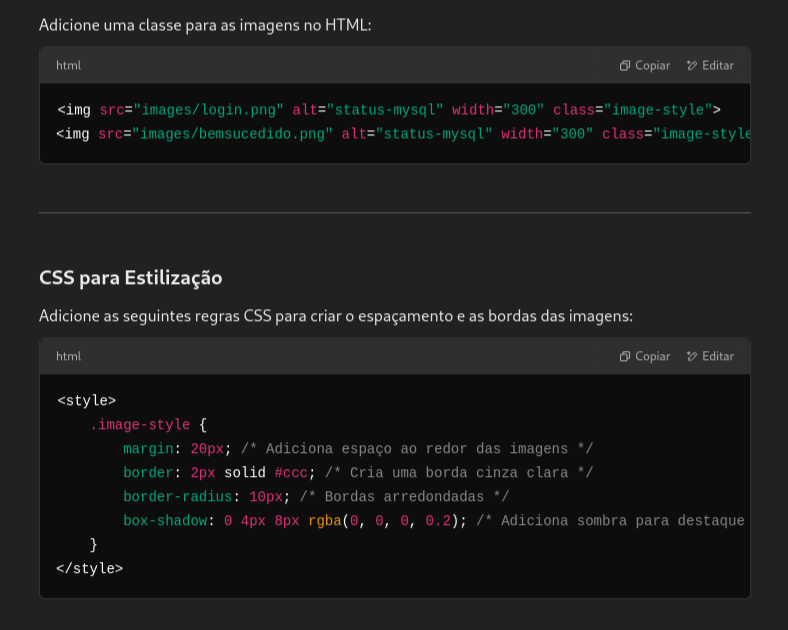 Adicione uma classe para as imagens no HTML:
html Copiar Editar
<img src="images/login.png" alt="status-mysql" width="300" class="image-style">
<img src="images/bemsucedido.png" alt="status-mysql" width="300" class="image-style
CSS para Estilização
Adicione as seguintes regras CSS para criar o espaçamento e as bordas das imagens:
html Copiar Editar
<style>
.image-style {
margin: 20px; /* Adiciona espaço ao redor das imagens */
border: 2px solid #ccc; /* Cria uma borda cinza clara */
border-radius: 10px; /* Bordas arredondadas */
box-shadow: 0 4px 8px rgba(0, 0, 0, 0.2); /* Adiciona sombra para destaque
}
</style>